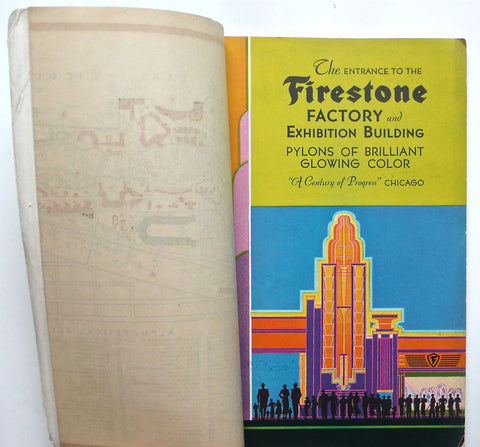 The ENTRANCE TO THE
Firestone
FACTORY and
EXHIBITION BUILDING
PYLONS OF BRILLIANT
GLOWING COLOR
"A Century of Progress" CHICAGO
F